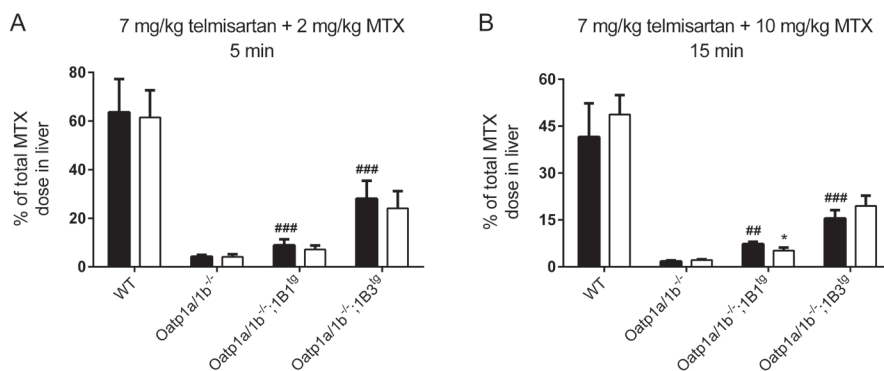 A
7 mg/kg telmisartan + 2 mg/kg MTX
5 min
% of total MTX
dose in liver
80
60
40
20
0
###
###
WT
Oatp1a/1b-/-
Oatp1a/1b-/-;1B1tg
Oatp1a/1b-/-;1B3tg
B
7 mg/kg telmisartan + 10 mg/kg MTX
15 min
% of total MTX
dose in liver
60
45
30
15
0
##
*
###
WT
Oatp1a/1b-/-
Oatp1a/1b-/-;1B1tg
Oatp1a/1b-/-;1B3tg